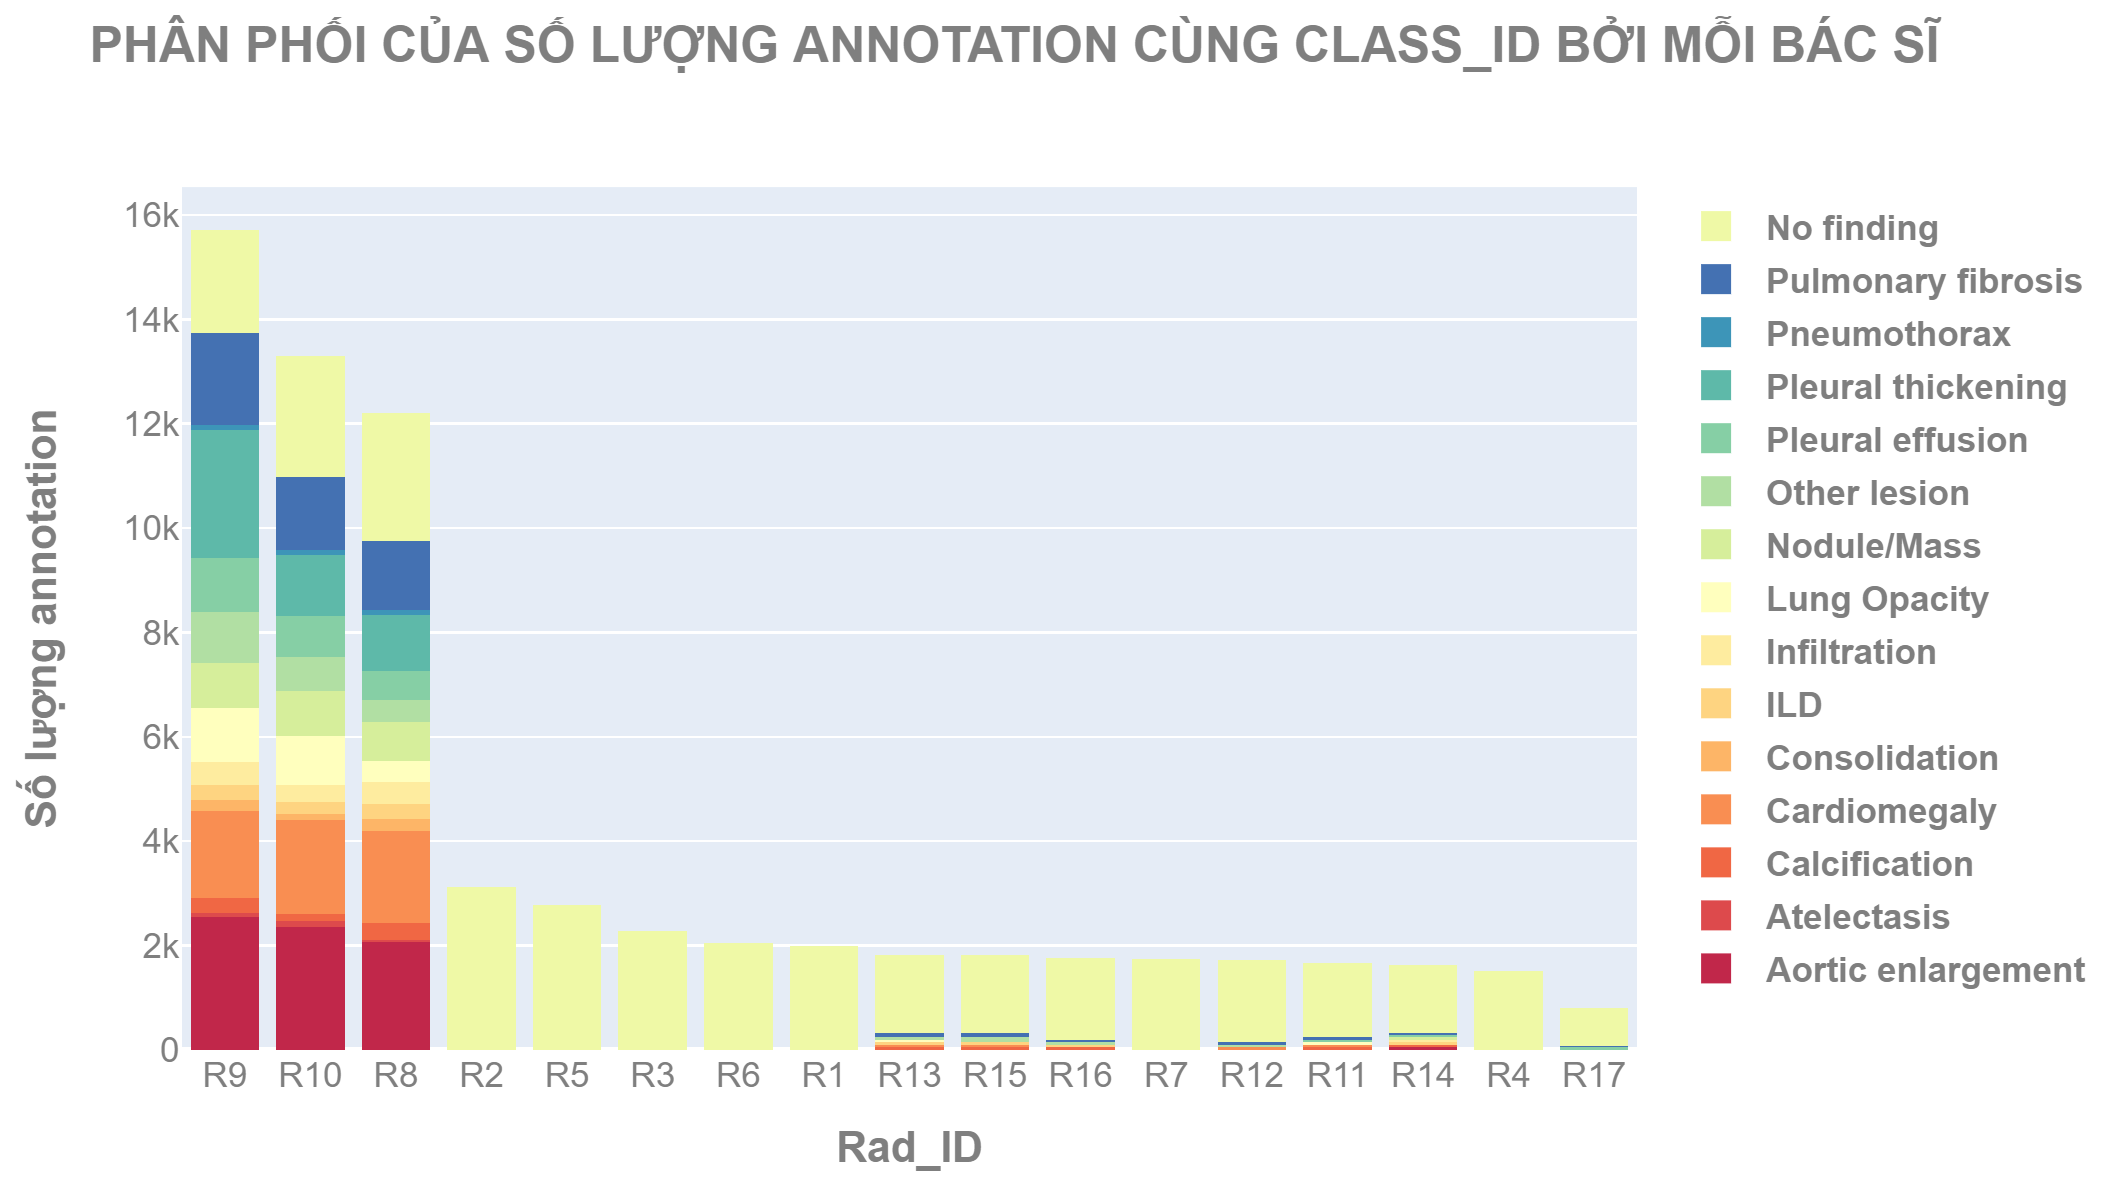 PHÂN PHỐI CỦA SỐ LƯỢNG ANNOTATION CÙNG CLASS_ID BỞI MỖI BÁC SĨ
16k
14k
12k
10k
8k
6k
4k
2k
0
Số lượng annotation
R9 R10 R8 R2 R5 R3 R6 R1 R13 R15 R16 R7 R12 R11 R14 R4 R17
Rad_ID
No finding
Pulmonary fibrosis
Pneumothorax
Pleural thickening
Pleural effusion
Other lesion
Nodule/Mass
Lung Opacity
Infiltration
ILD
Consolidation
Cardiomegaly
Calcification
Atelectasis
Aortic enlargement